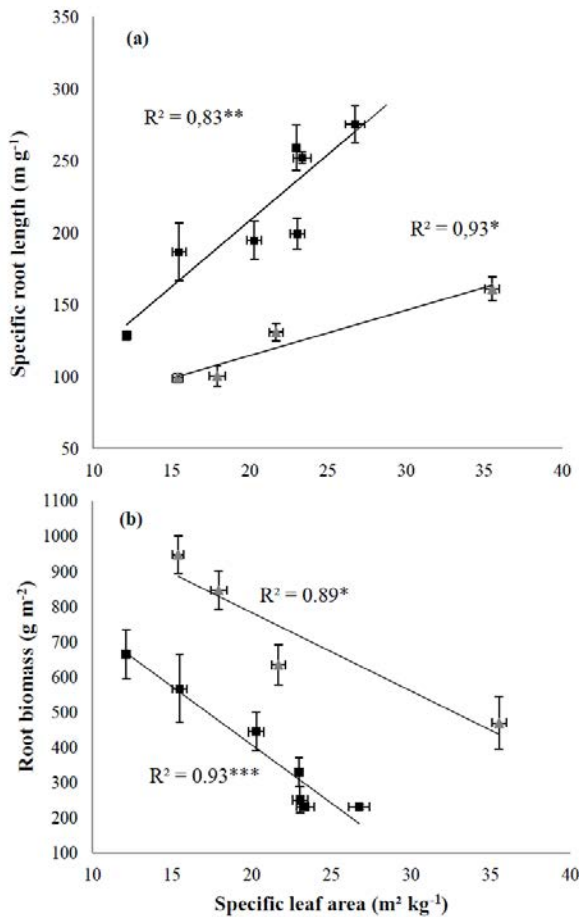 (a)
350
300
250
200
150
100
50
Specific root length (m g⁻¹)
R² = 0,83**
R² = 0,93*
10 15 20 25 30 35 40
(b)
1100
1000
900
800
700
600
500
400
300
200
100
Root biomass (g m⁻²)
R² = 0.89*
R² = 0.93***
10 15 20 25 30 35 40
Specific leaf area (m² kg⁻¹)